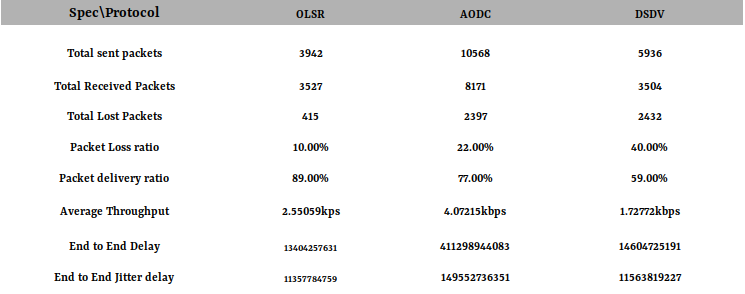 Spec\Protocol OLSR AODC DSDV
Total sent packets 3942 10568 5936
Total Received Packets 3527 8171 3504
Total Lost Packets 415 2397 2432
Packet Loss ratio 10.00% 22.00% 40.00%
Packet delivery ratio 89.00% 77.00% 59.00%
Average Throughput 2.55059kps 4.07215kbps 1.72772kbps
End to End Delay 13404257631 411298944083 14604725191
End to End Jitter delay 11357784759 149552736351 11563819227